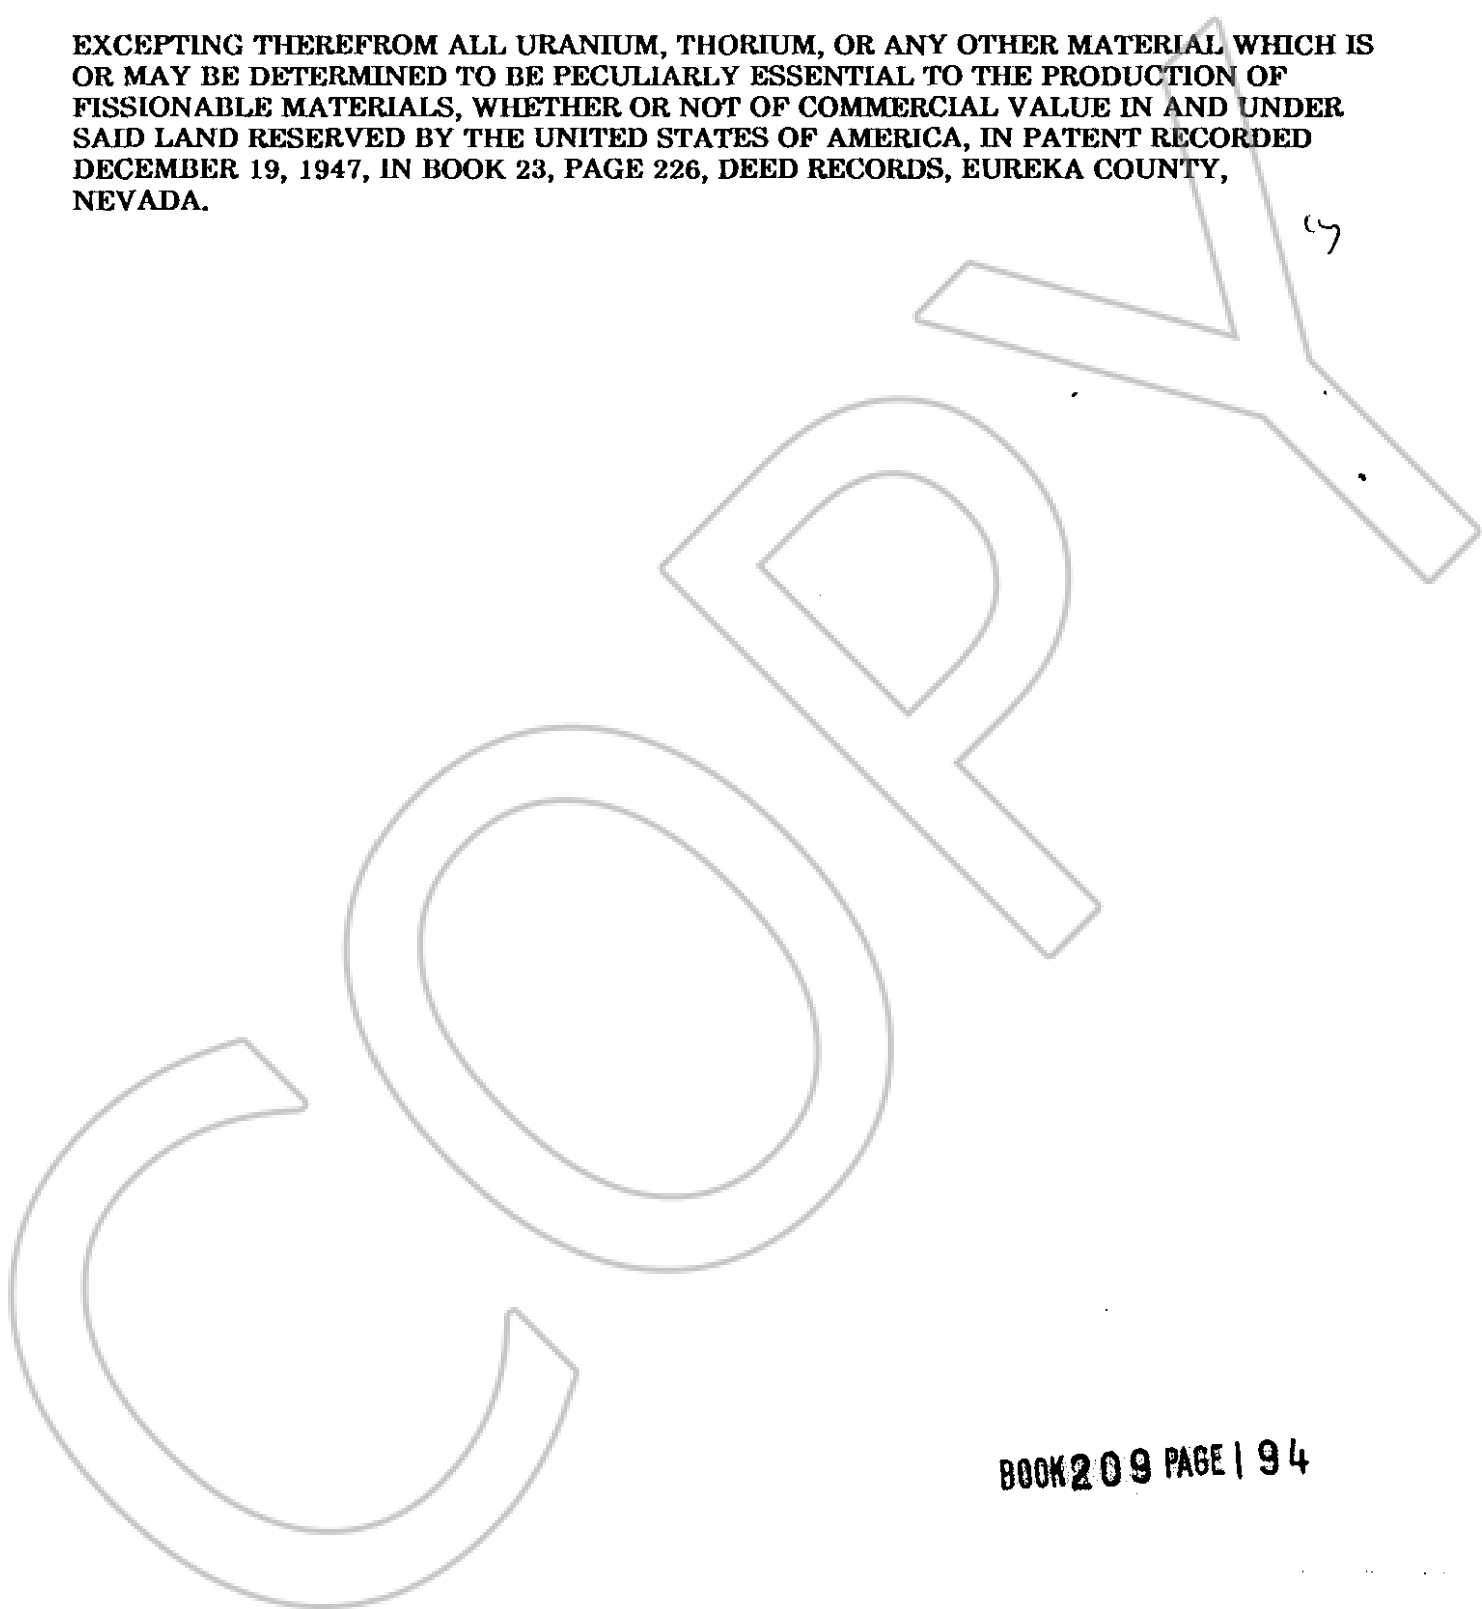 EXCEPTING THEREFROM ALL URANIUM, THORIUM, OR ANY OTHER MATERIAL WHICH IS
OR MAY BE DETERMINED TO BE PECULIARLY ESSENTIAL TO THE PRODUCTION OF
FISSIONABLE MATERIALS, WHETHER OR NOT OF COMMERCIAL VALUE IN AND UNDER
SAID LAND RESERVED BY THE UNITED STATES OF AMERICA, IN PATENT RECORDED
DECEMBER 19, 1947, IN BOOK 23, PAGE 226, DEED RECORDS, EUREKA COUNTY,
NEVADA.
COPY
BOOK 209 PAGE 194